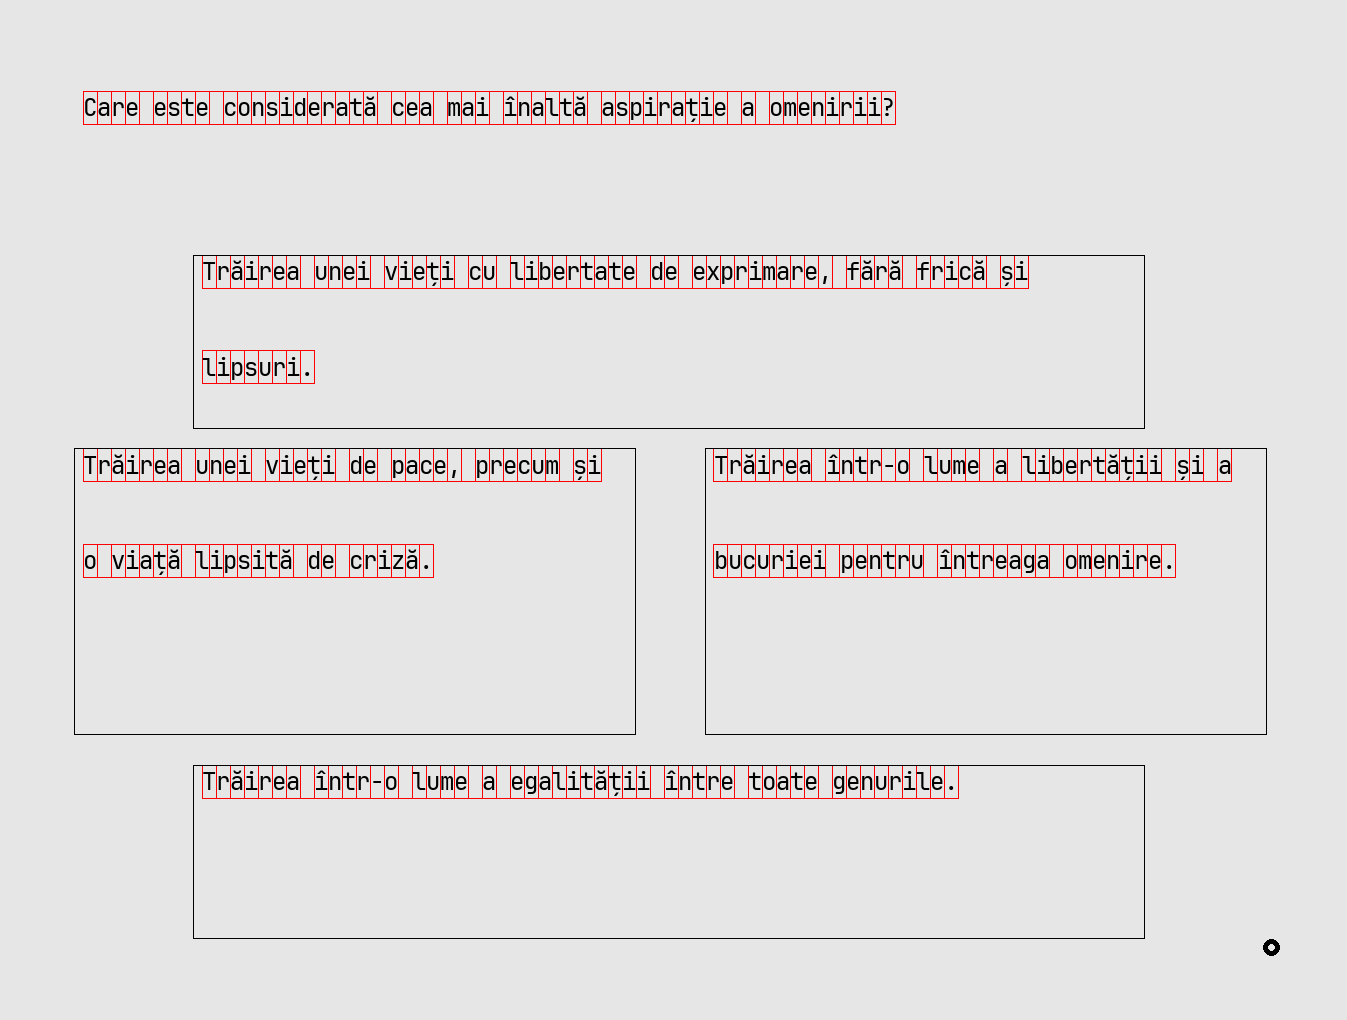 Care este considerată cea mai înaltă aspirație a omenirii?
Trăirea unei vieți cu libertate de exprimare, fără frică și
lipsuri.
Trăirea unei vieți de pace, precum și
o viață lipsită de criză.
Trăirea într-o lume a libertății și a
bucuriei pentru întreaga omenire.
Trăirea într-o lume a egalității între toate genurile.